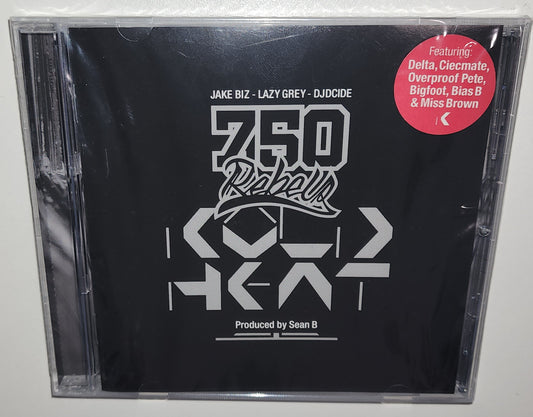 JAKE BIZ - LAZY GREY - DJDCIDE
750
Rebels
KOLD
HEAT
Produced by Sean B
Featuring:
Delta, Ciecmate,
Overproof Pete,
Bigfoot, Bias B
& Miss Brown